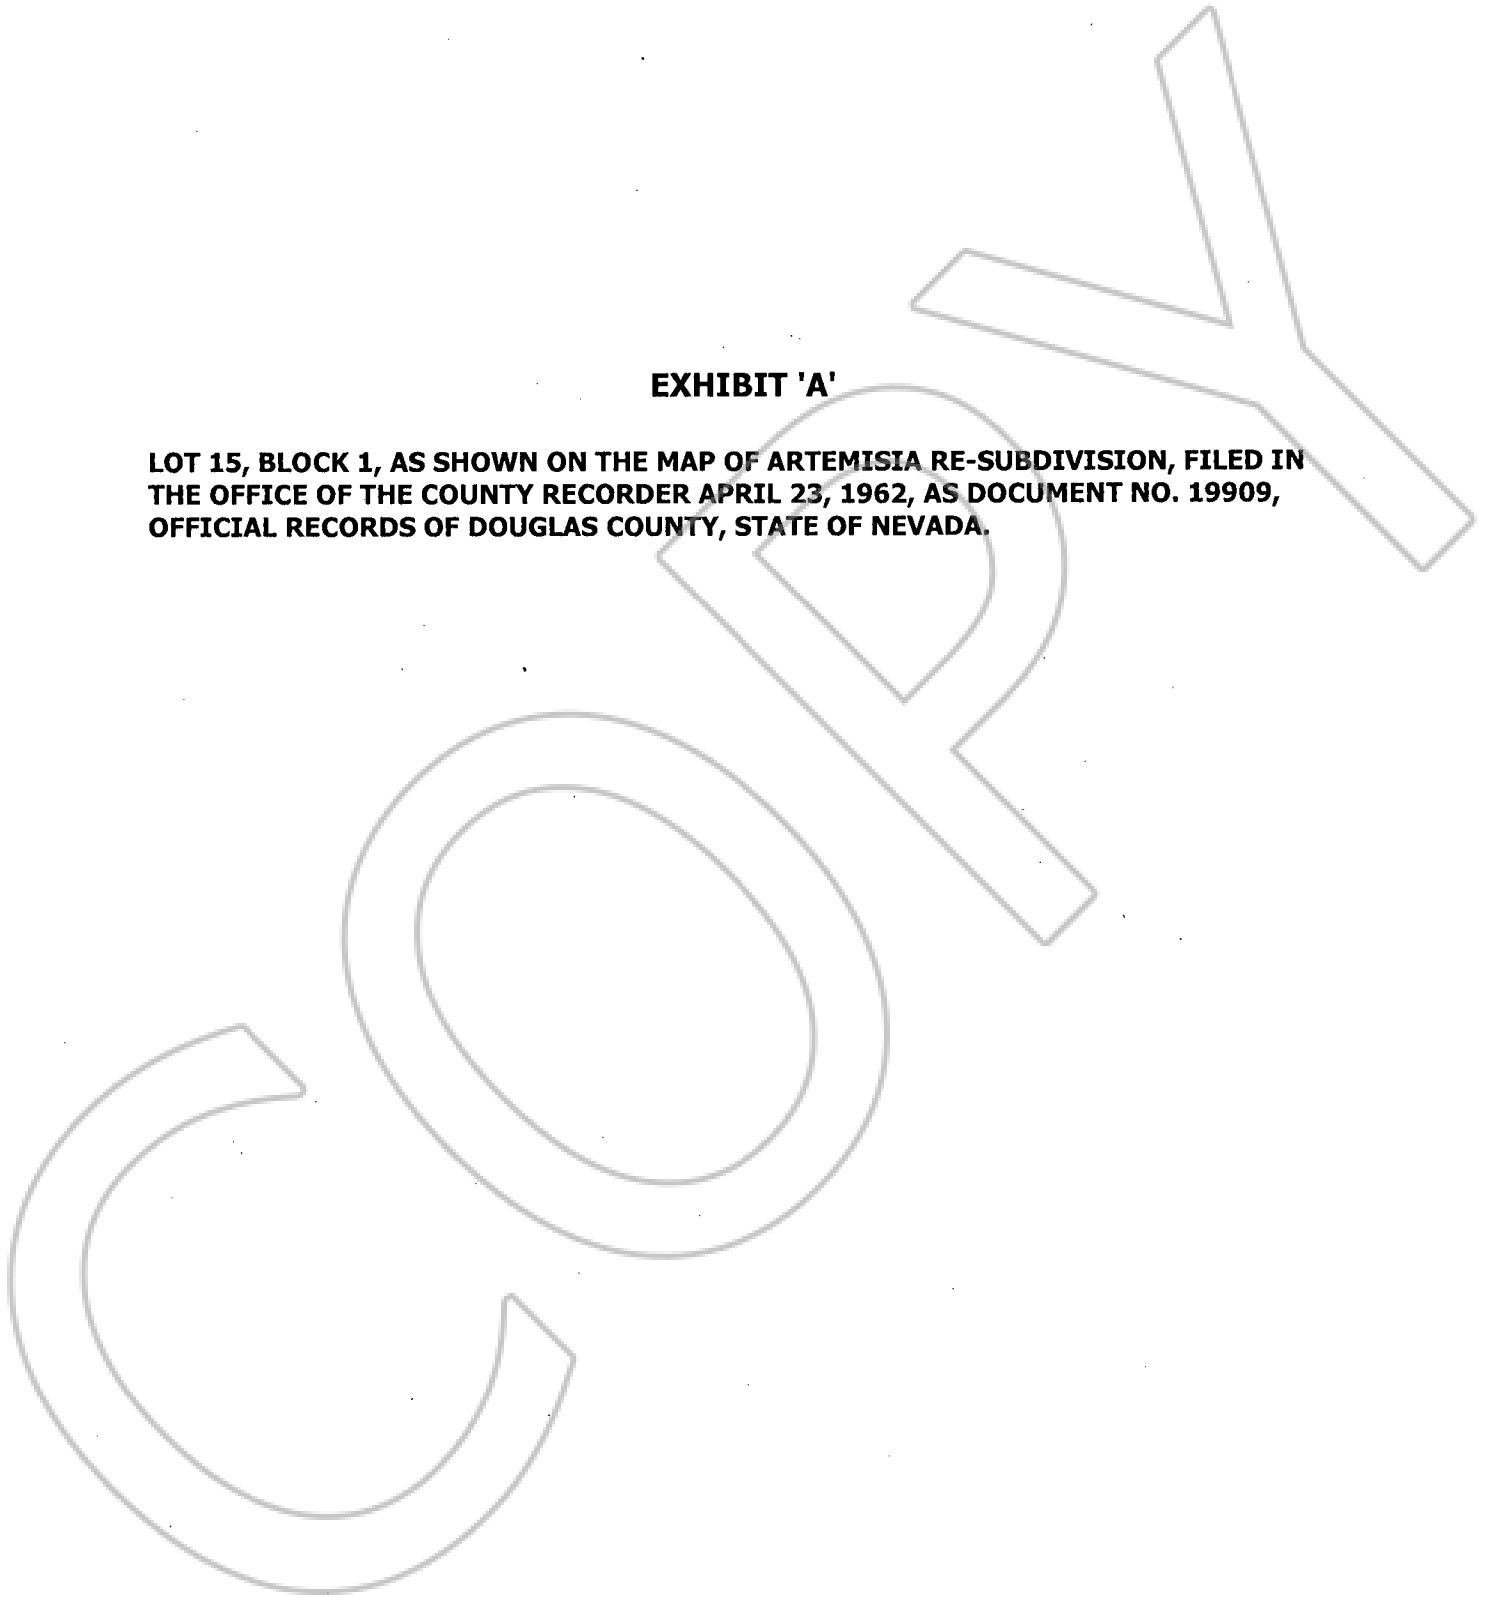 EXHIBIT 'A'
LOT 15, BLOCK 1, AS SHOWN ON THE MAP OF ARTEMISIA RE-SUBDIVISION, FILED IN
THE OFFICE OF THE COUNTY RECORDER APRIL 23, 1962, AS DOCUMENT NO. 19909,
OFFICIAL RECORDS OF DOUGLAS COUNTY, STATE OF NEVADA.
COPY